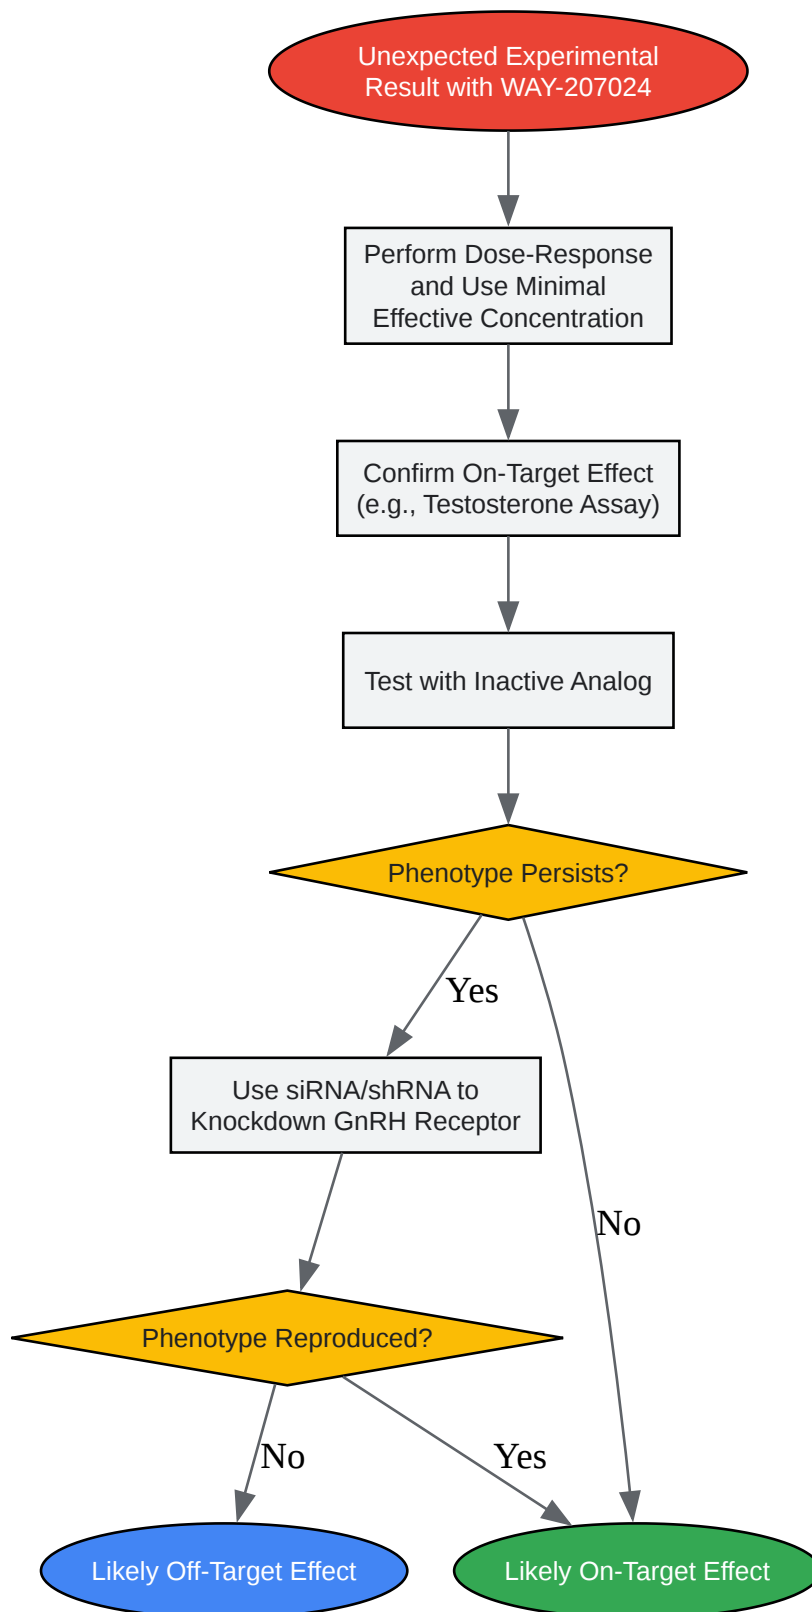 Unexpected Experimental
Result with WAY-207024
Perform Dose-Response
and Use Minimal
Effective Concentration
Confirm On-Target Effect
(e.g., Testosterone Assay)
Test with Inactive Analog
Phenotype Persists?
Yes
Use siRNA/shRNA to
Knockdown GnRH Receptor
No
Phenotype Reproduced?
No
Yes
Likely Off-Target Effect
Likely On-Target Effect